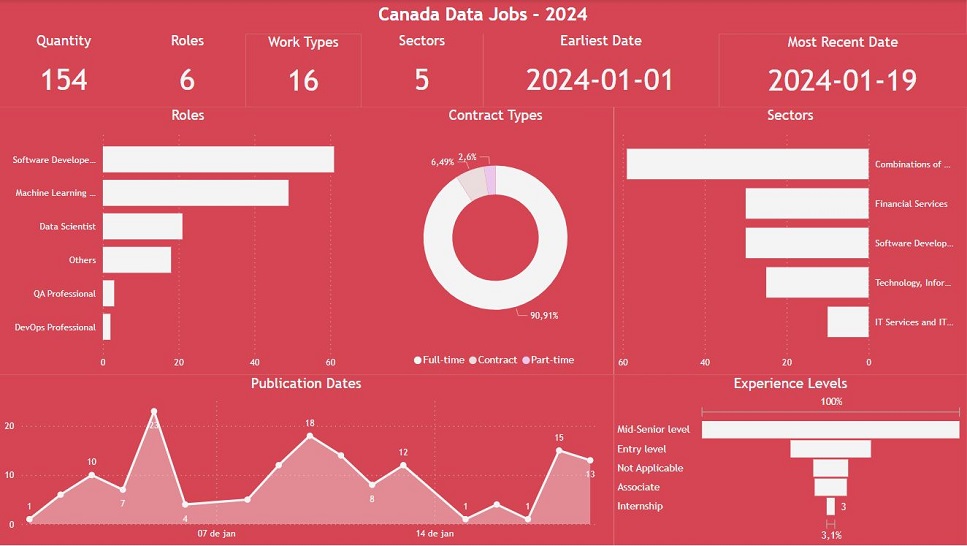 Canada Data Jobs - 2024
Quantity
Roles
Work Types
Sectors
Earliest Date
Most Recent Date
154
6
16
5
2024-01-01
2024-01-19
Roles
Software Develope...
Machine Learning ...
Data Scientist
Others
QA Professional
DevOps Professional
0 20 40 60
Contract Types
6,49% 2,6%
90,91%
Full-time Contract Part-time
Sectors
Combinations of ...
Financial Services
Software Develop...
Technology, Infor...
IT Services and IT...
60 40 20 0
Publication Dates
20
10
0
1
10
7
23
4
18
8
12
1
1
15
13
07 de jan
14 de jan
Experience Levels
100%
Mid-Senior level
Entry level
Not Applicable
Associate
Internship
3
3,1%